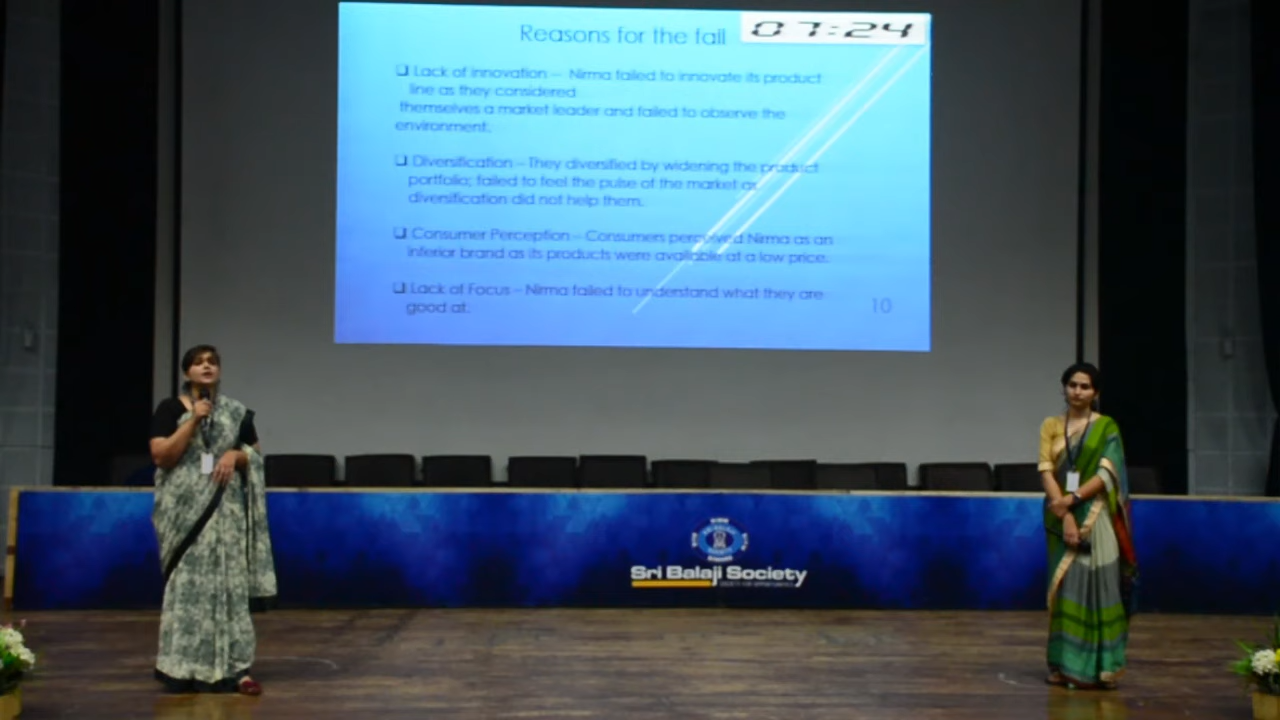 Reasons for the fall
07:24
❑ Lack of innovation – Nirma failed to innovate its product
line as they considered
themselves a market leader and failed to observe the
environment.
❑ Diversification – They diversified by widening the product
portfolio; failed to feel the pulse of the market as
diversification did not help them.
❑ Consumer Perception – Consumers perceived Nirma as an
inferior brand as its products were available at a low price.
❑ Lack of Focus – Nirma failed to understand what they are
good at.
10
Sri Balaji Society